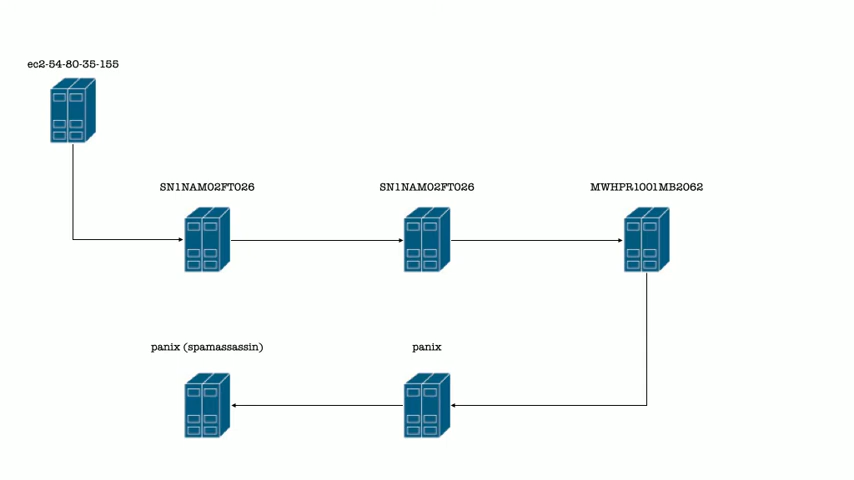 ec2-54-80-35-155
SN1NAM02FT026
SN1NAM02FT026
MWHPR1001MB2062
panix (spamassassin)
panix